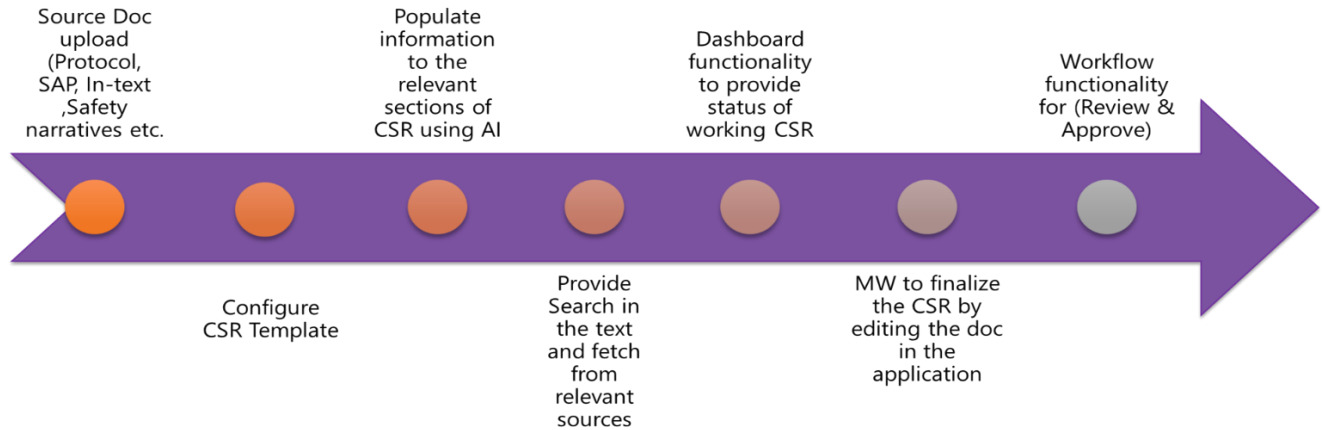 Source Doc
upload
(Protocol,
SAP, In-text
,Safety
narratives etc.
Configure
CSR Template
Populate
information
to the
relevant
sections of
CSR using AI
Provide
Search in
the text
and fetch
from
relevant
sources
Dashboard
functionality
to provide
status of
working CSR
MW to finalize
the CSR by
editing the doc
in the
application
Workflow
functionality
for (Review &
Approve)